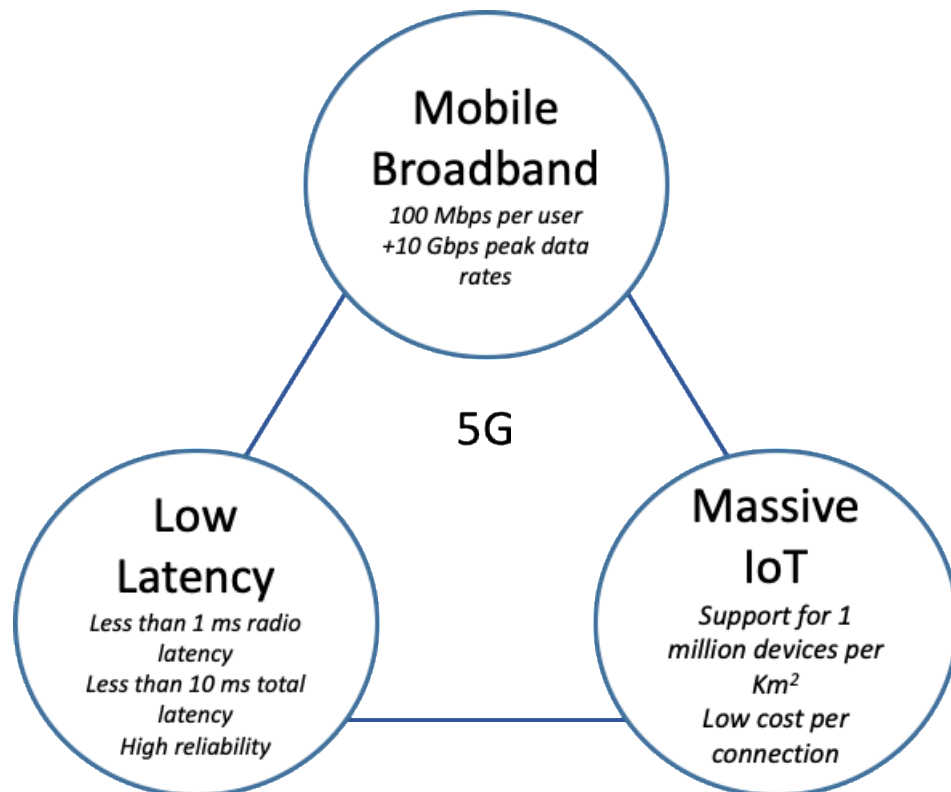 Mobile
Broadband
100 Mbps per user
+10 Gbps peak data
rates
5G
Low
Latency
Less than 1 ms radio
latency
Less than 10 ms total
latency
High reliability
Massive
IoT
Support for 1
million devices per
Km²
Low cost per
connection